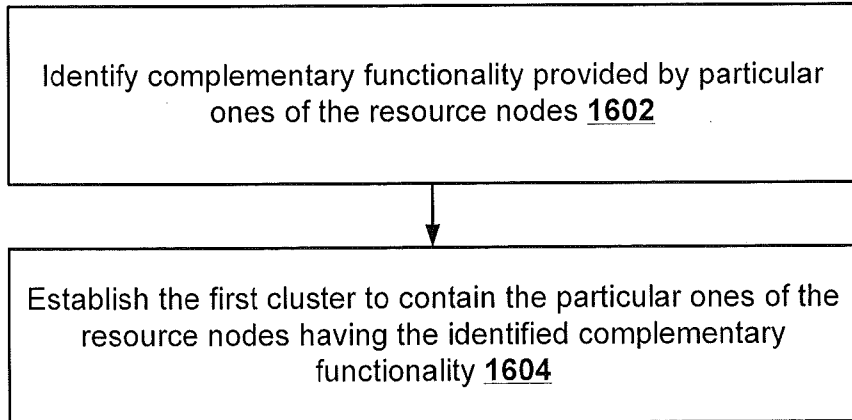 Identify complementary functionality provided by particular
ones of the resource nodes 1602
Establish the first cluster to contain the particular ones of the
resource nodes having the identified complementary
functionality 1604